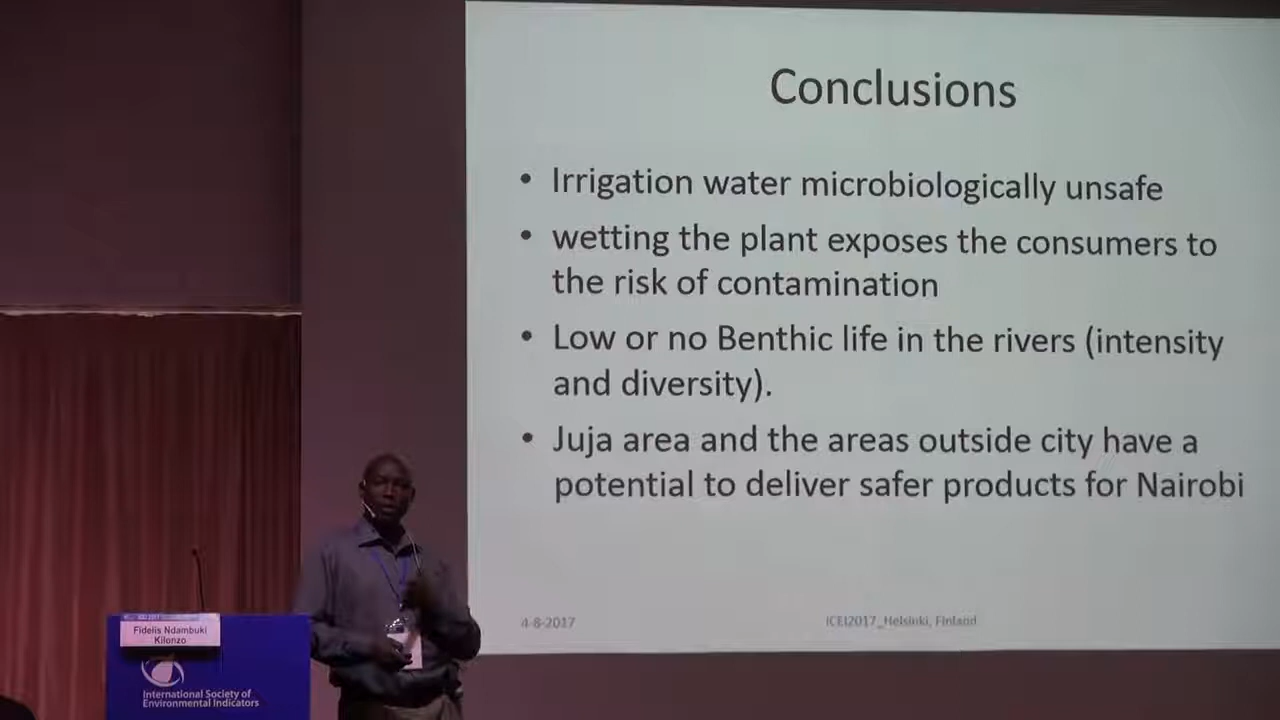 Conclusions
• Irrigation water microbiologically unsafe
• wetting the plant exposes the consumers to
the risk of contamination
• Low or no Benthic life in the rivers (intensity
and diversity).
• Juja area and the areas outside city have a
potential to deliver safer products for Nairobi
4-8-2017
ICEI2017_Helsinki, Finland
Fidelis Ndambuki
Kilonzo
International Society of
Environmental Indicators